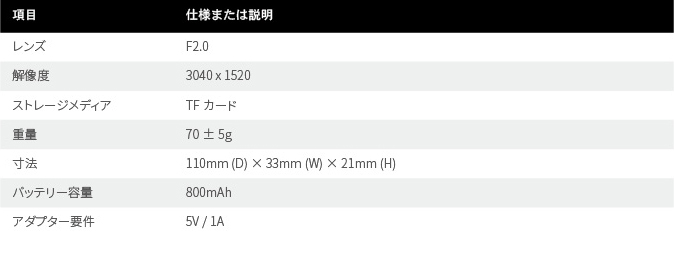 項目 仕様または説明
レンズ F2.0
解像度 3040 x 1520
ストレージメディア TF カード
重量 70 ± 5g
寸法 110mm (D) × 33mm (W) × 21mm (H)
バッテリー容量 800mAh
アダプター要件 5V / 1A